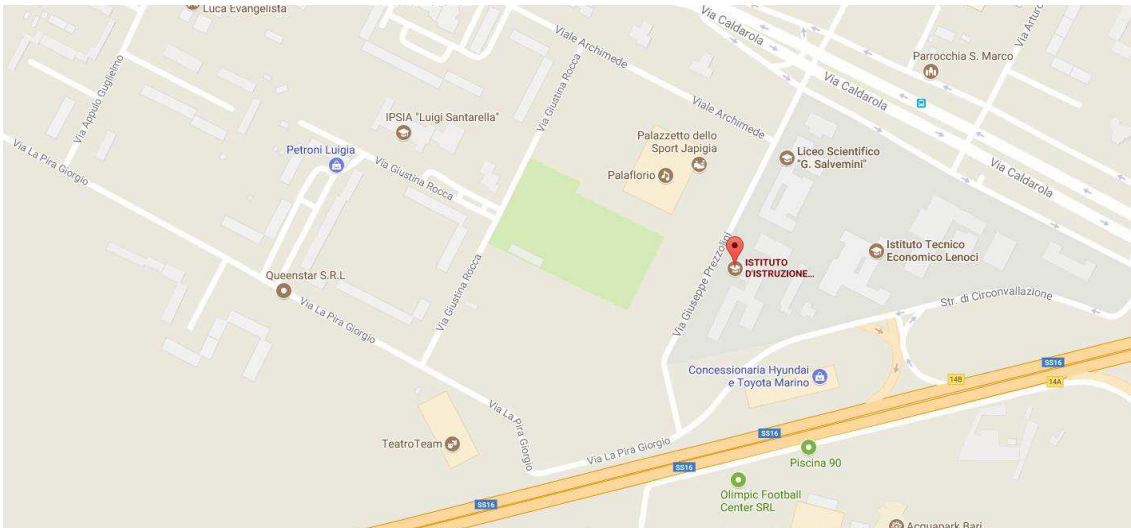 Luca Evangelista
Via Appulo Guglielmo
Via La Pira Giorgio
IPSIA "Luigi Santarella"
Petroni Luigia
Via Giustina Rocca
Via Giustina Rocca
Viale Archimede
Via Caldarola
Via Caldarola
Via Arturo
Parrocchia S. Marco
Viale Archimede
Palazzetto dello
Sport Japigia
Palaflorio
Liceo Scientifico
"G. Salvemini"
Via Caldarola
Via Giuseppe Prezzolini
ISTITUTO
D'ISTRUZIONE...
Istituto Tecnico
Economico Lenoci
Str. di Circonvallazione
Queenstar S.R.L
Via Giustina Rocca
Via La Pira Giorgio
Concessionaria Hyundai
e Toyota Marino
SS16
14B
14A
Via La Pira Giorgio
TeatroTeam
Via La Pira Giorgio
SS16
SS16
SS16
Piscina 90
Olimpic Football
Center SRL
Acquapark Bari